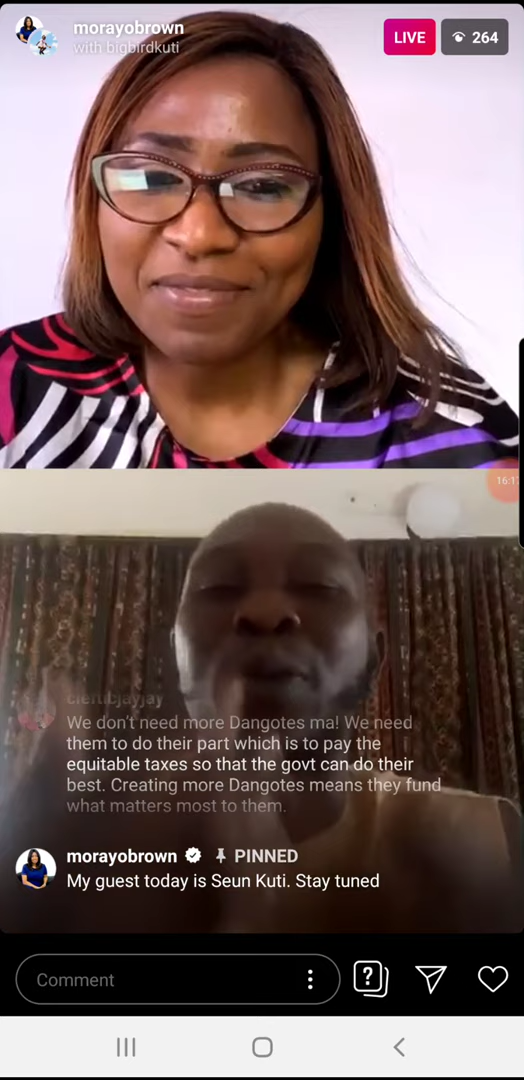 morayobrown
with bigbirdkuti
LIVE
264
We don't need more Dangotes ma! We need
them to do their part which is to pay the
equitable taxes so that the govt can do their
best. Creating more Dangotes means they fund
what matters most to them.
morayobrown PINNED
My guest today is Seun Kuti. Stay tuned
Comment